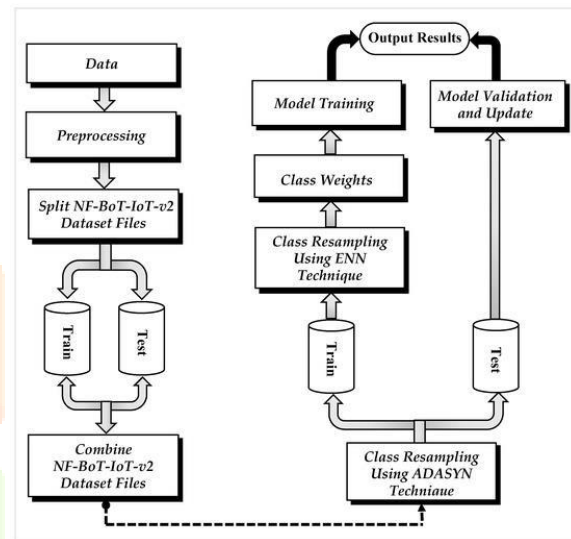 Data
Preprocessing
Split NF-BoT-IoT-v2
Dataset Files
Train
Test
Combine
NF-BoT-IoT-v2
Dataset Files
Output Results
Model Training
Model Validation
and Update
Class Weights
Class Resampling
Using ENN
Technique
Train
Test
Class Resampling
Using ADASYN
Techniaue